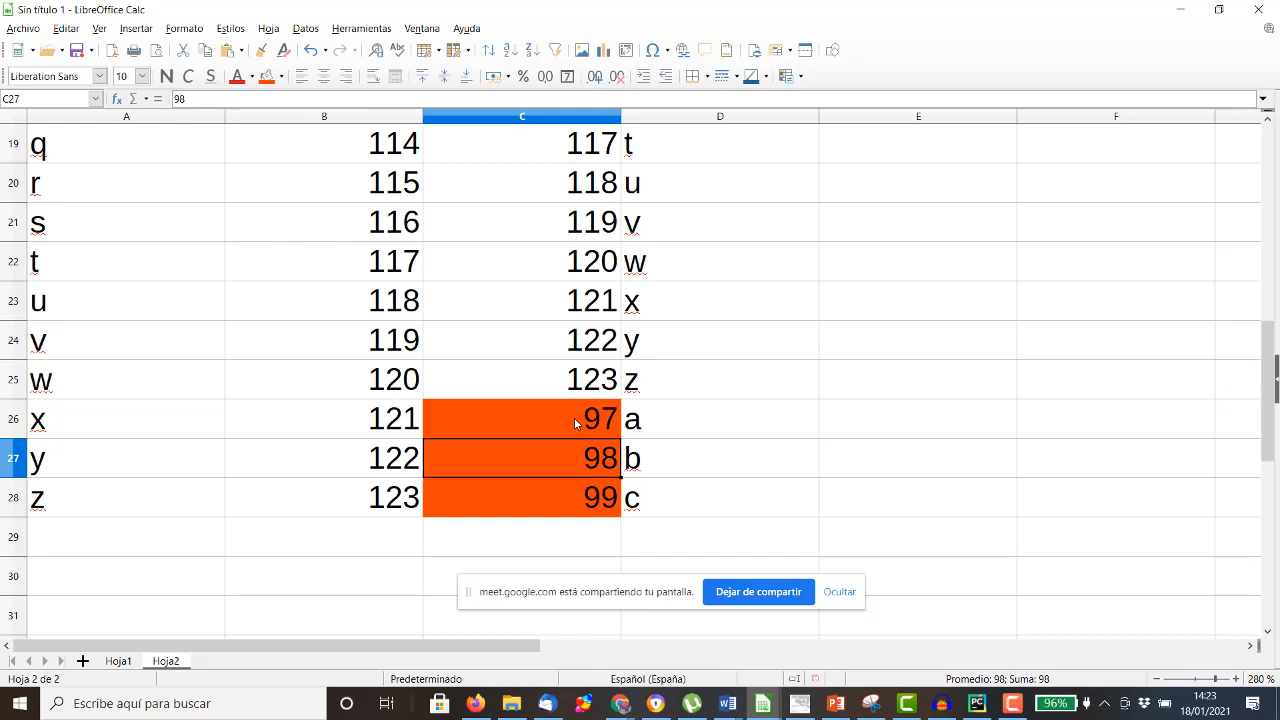 Sin título 1 - LibreOffice Calc
Archivo Editar Ver Insertar Formato Estilos Hoja Datos Herramientas Ventana Ayuda
Liberation Sans 10 N C S
C27 98
A B C D E F
19 q 114 117 t
20 r 115 118 u
21 s 116 119 v
22 t 117 120 w
23 u 118 121 x
24 v 119 122 y
25 w 120 123 z
26 x 121 97 a
27 y 122 98 b
28 z 123 99 c
29
30
meet.google.com está compartiendo tu pantalla. Dejar de compartir Ocultar
31
Hoja1 Hoja2
Hoja 2 de 2 Predeterminado Español (España) Promedio: 98; Suma: 98 280 %
Escribe aquí para buscar 96% 14:23
18/01/2021